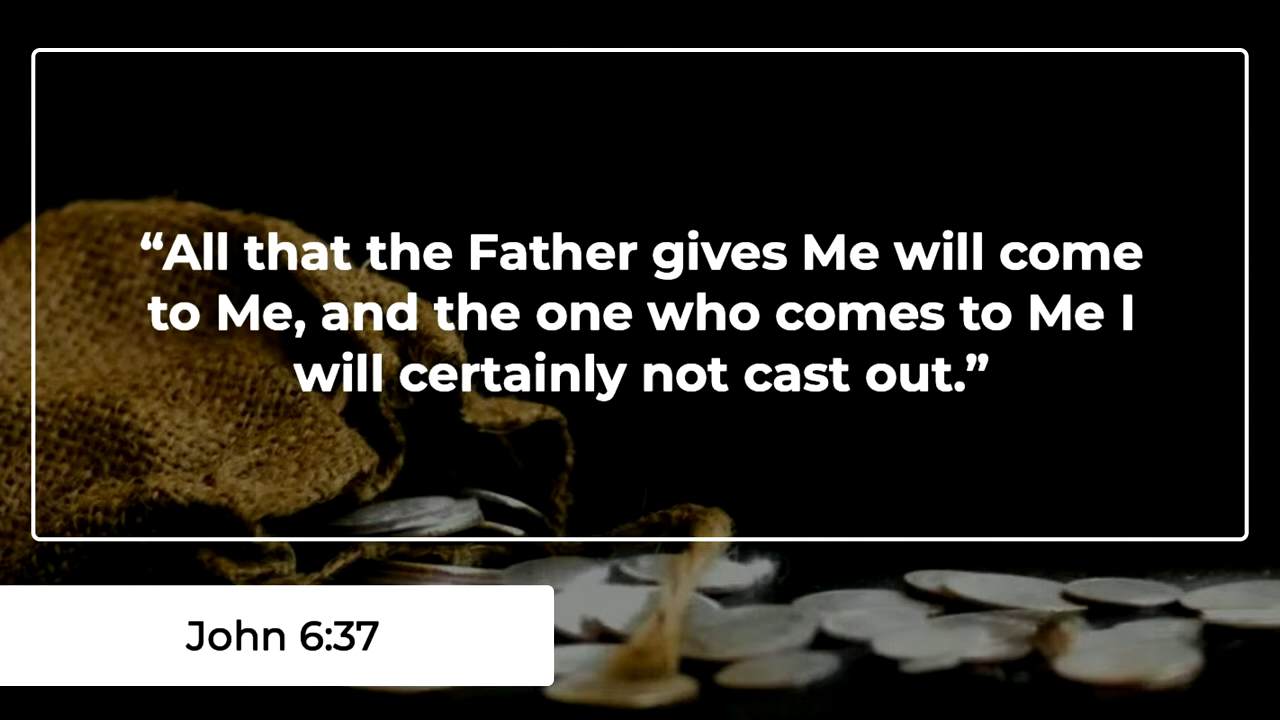 “All that the Father gives Me will come
to Me, and the one who comes to Me I
will certainly not cast out.”
John 6:37